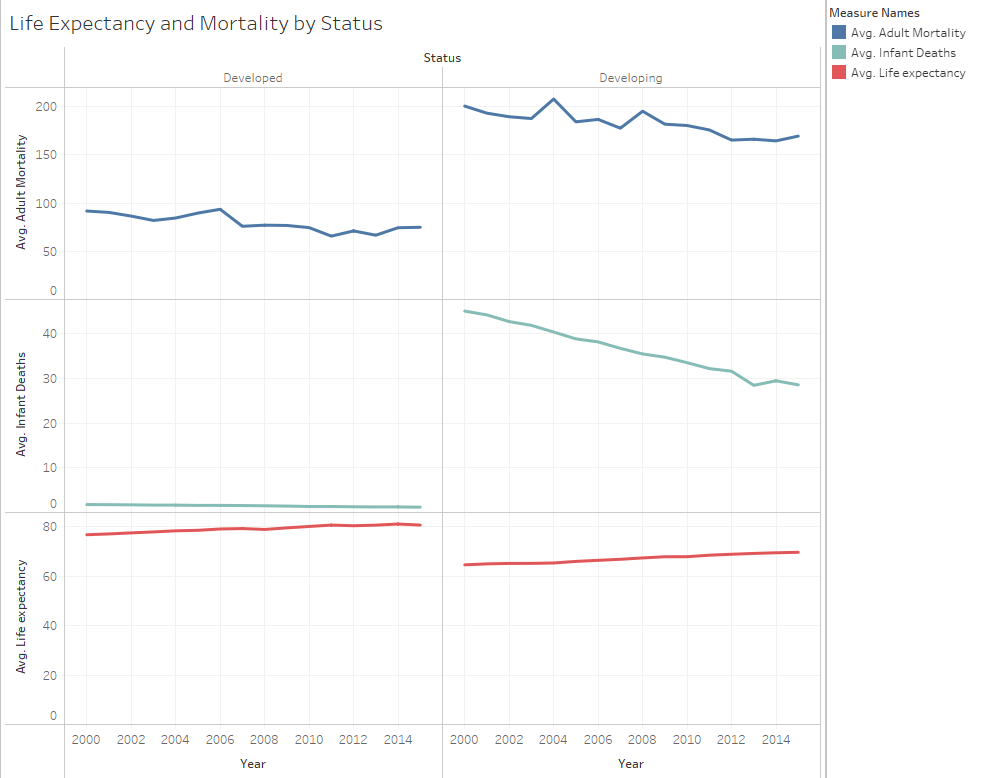 Life Expectancy and Mortality by Status
Measure Names
Avg. Adult Mortality
Avg. Infant Deaths
Avg. Life expectancy
Status
Developed Developing
Avg. Adult Mortality
200
150
100
50
0
Avg. Infant Deaths
40
30
20
10
0
Avg. Life expectancy
80
60
40
20
0
2000 2002 2004 2006 2008 2010 2012 2014 2000 2002 2004 2006 2008 2010 2012 2014
Year Year